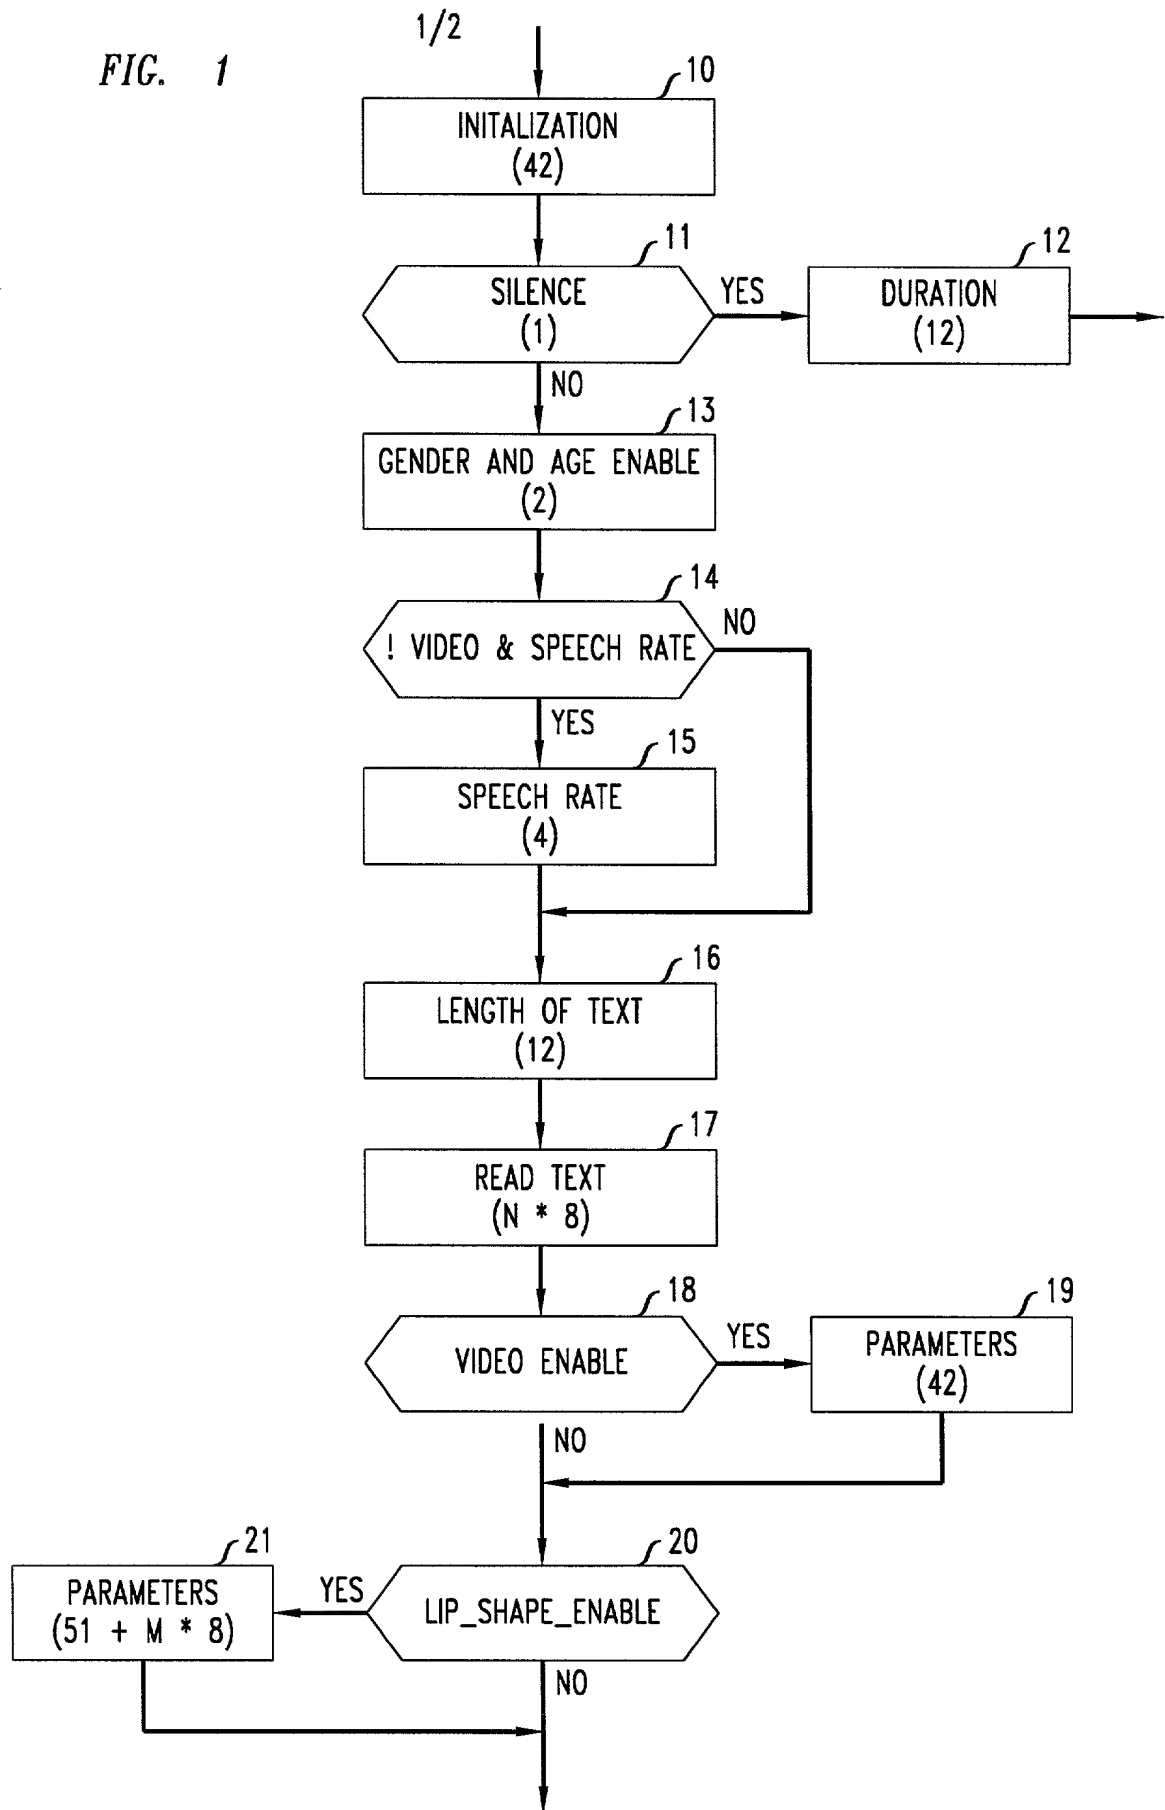 1/2
FIG. 1
10
INITALIZATION
(42)
11
SILENCE
(1)
YES
12
DURATION
(12)
NO
13
GENDER AND AGE ENABLE
(2)
14
! VIDEO & SPEECH RATE
NO
YES
15
SPEECH RATE
(4)
16
LENGTH OF TEXT
(12)
17
READ TEXT
(N * 8)
18
VIDEO ENABLE
YES
19
PARAMETERS
(42)
NO
20
LIP_SHAPE_ENABLE
YES
21
PARAMETERS
(51 + M * 8)
NO